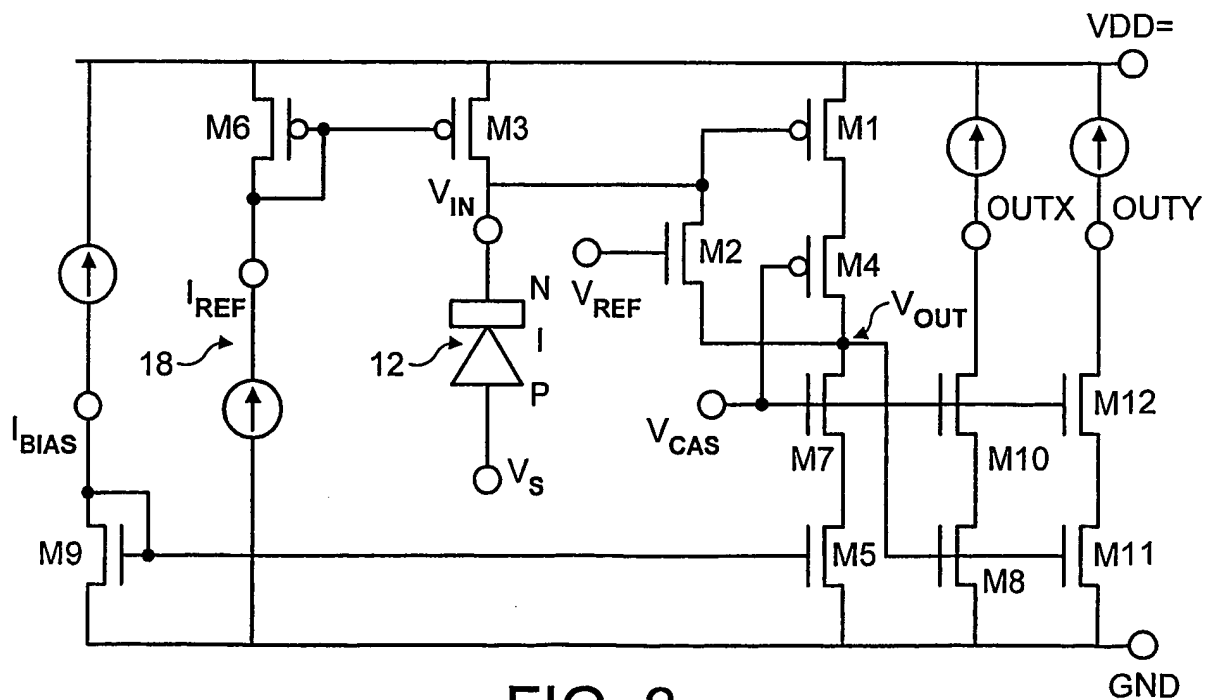 VDD=
M6
M3
M1
V_IN
OUTX
OUTY
M2
M4
I_REF
N
V_REF
V_OUT
18
12
I
P
M12
I_BIAS
V_CAS
M7
M10
V_S
M9
M5
M8
M11
GND